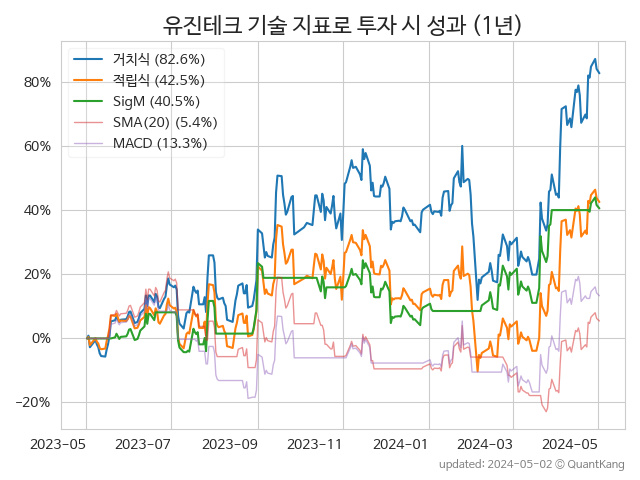 유진테크 기술 지표로 투자 시 성과 (1년)
거치식 (82.6%)
적립식 (42.5%)
SigM (40.5%)
SMA(20) (5.4%)
MACD (13.3%)
80%
60%
40%
20%
0%
−20%
2023-05 2023-07 2023-09 2023-11 2024-01 2024-03 2024-05
updated: 2024-05-02 © QuantKang